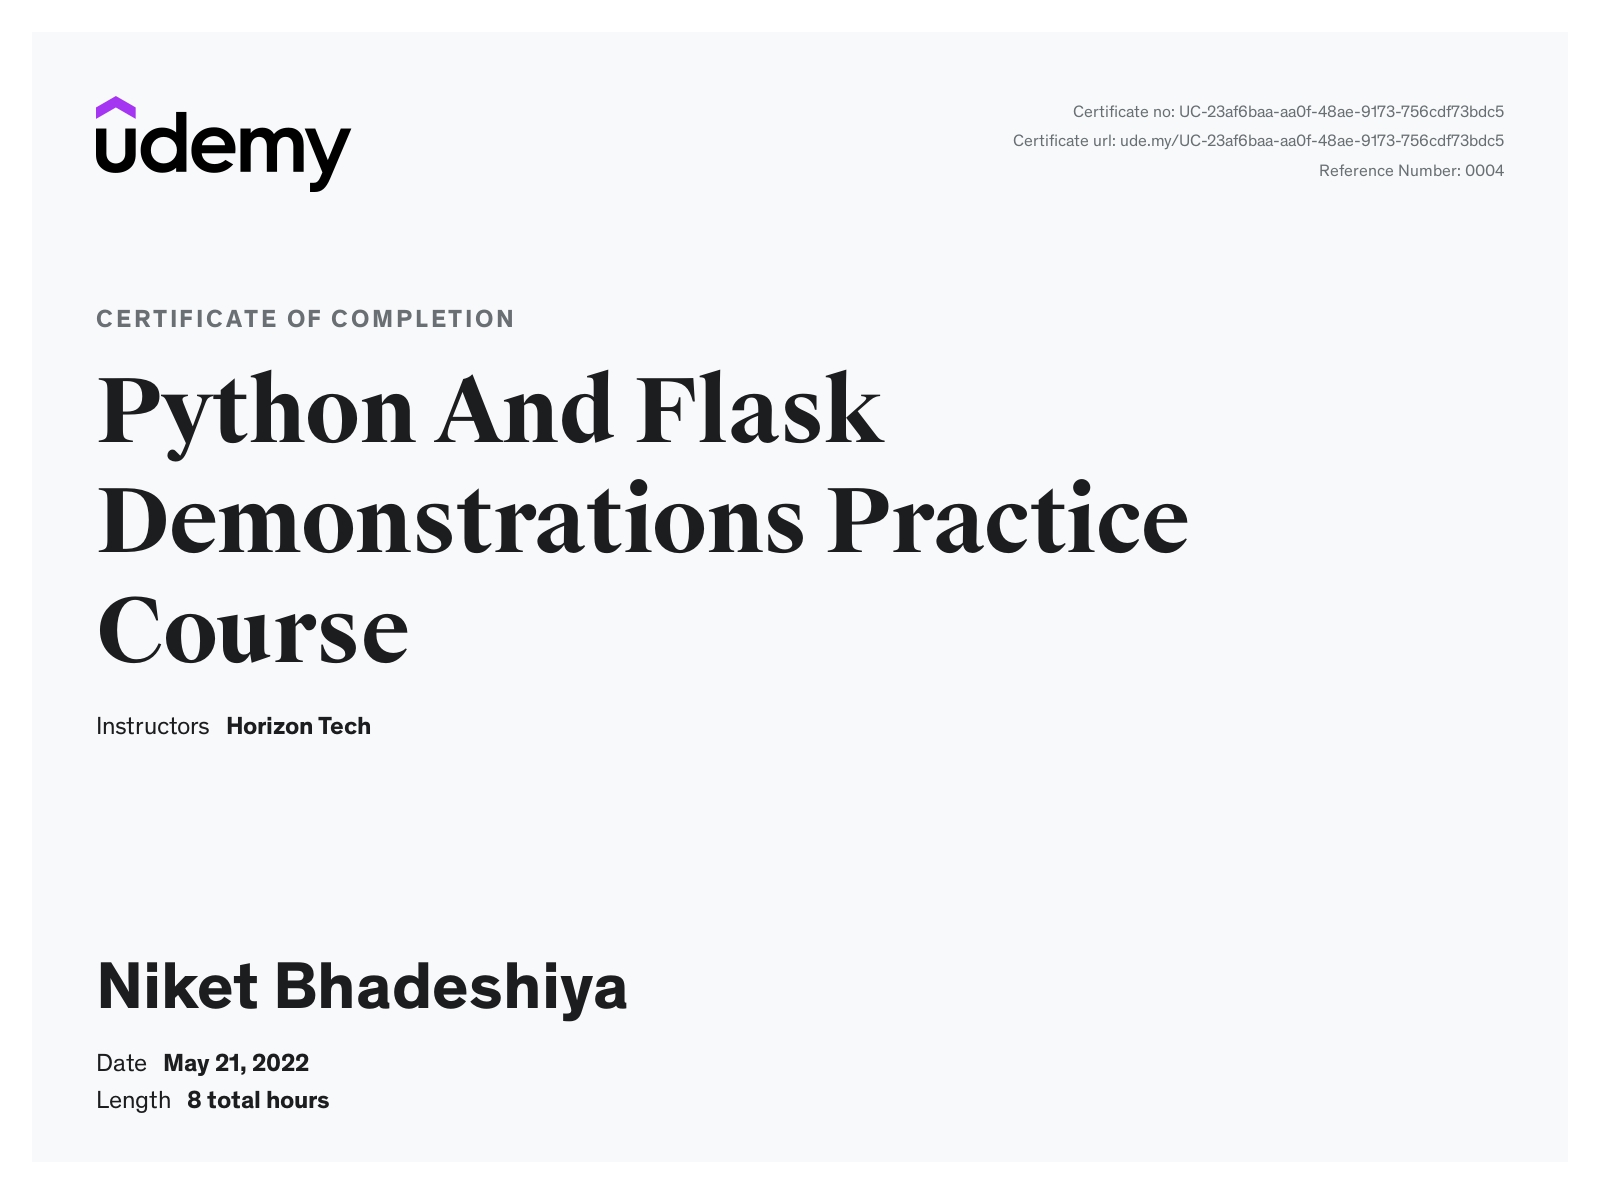 udemy
Certificate no: UC-23af6baa-aa0f-48ae-9173-756cdf73bdc5
Certificate url: ude.my/UC-23af6baa-aa0f-48ae-9173-756cdf73bdc5
Reference Number: 0004
CERTIFICATE OF COMPLETION
Python And Flask
Demonstrations Practice
Course
Instructors Horizon Tech
Niket Bhadeshiya
Date May 21, 2022
Length 8 total hours